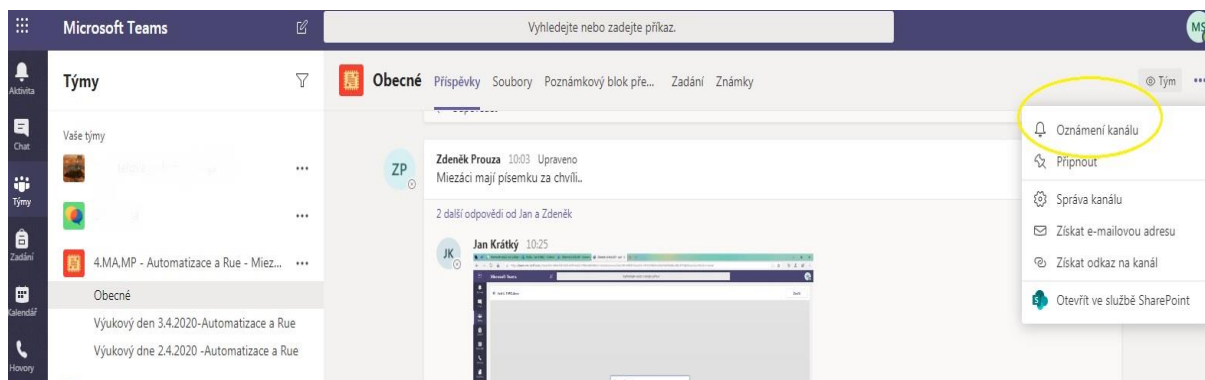 Microsoft Teams
Vyhledejte nebo zadejte příkaz.
MS
Aktivita
Chat
Týmy
Zadání
Kalendář
Hovory
Týmy
Vaše týmy
4.MA,MP - Automatizace a Rue - Miez...
Obecné
Výukový den 3.4.2020-Automatizace a Rue
Výukový dne 2.4.2020 -Automatizace a Rue
Obecné Příspěvky Soubory Poznámkový blok pře... Zadání Známky
Tým
ZP
Zdeněk Prouza 10:03 Upraveno
Miezáci mají písemku za chvíli..
2 další odpovědi od Jan a Zdeněk
JK
Jan Krátký 10:25
Oznámení kanálu
Připnout
Správa kanálu
Získat e-mailovou adresu
Získat odkaz na kanál
Otevřít ve službě SharePoint